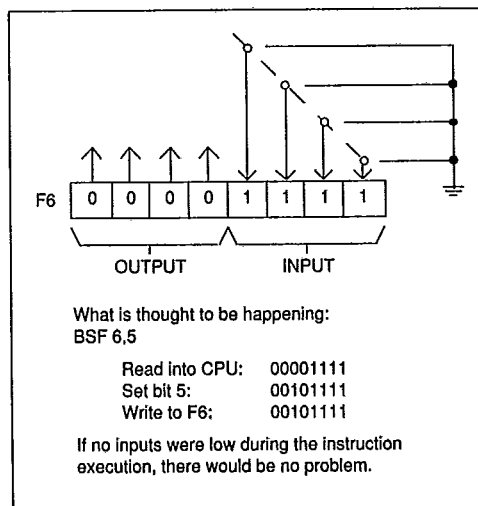 F6 0 0 0 0 1 1 1 1
OUTPUT INPUT
What is thought to be happening:
BSF 6,5
Read into CPU: 00001111
Set bit 5: 00101111
Write to F6: 00101111
If no inputs were low during the instruction
execution, there would be no problem.